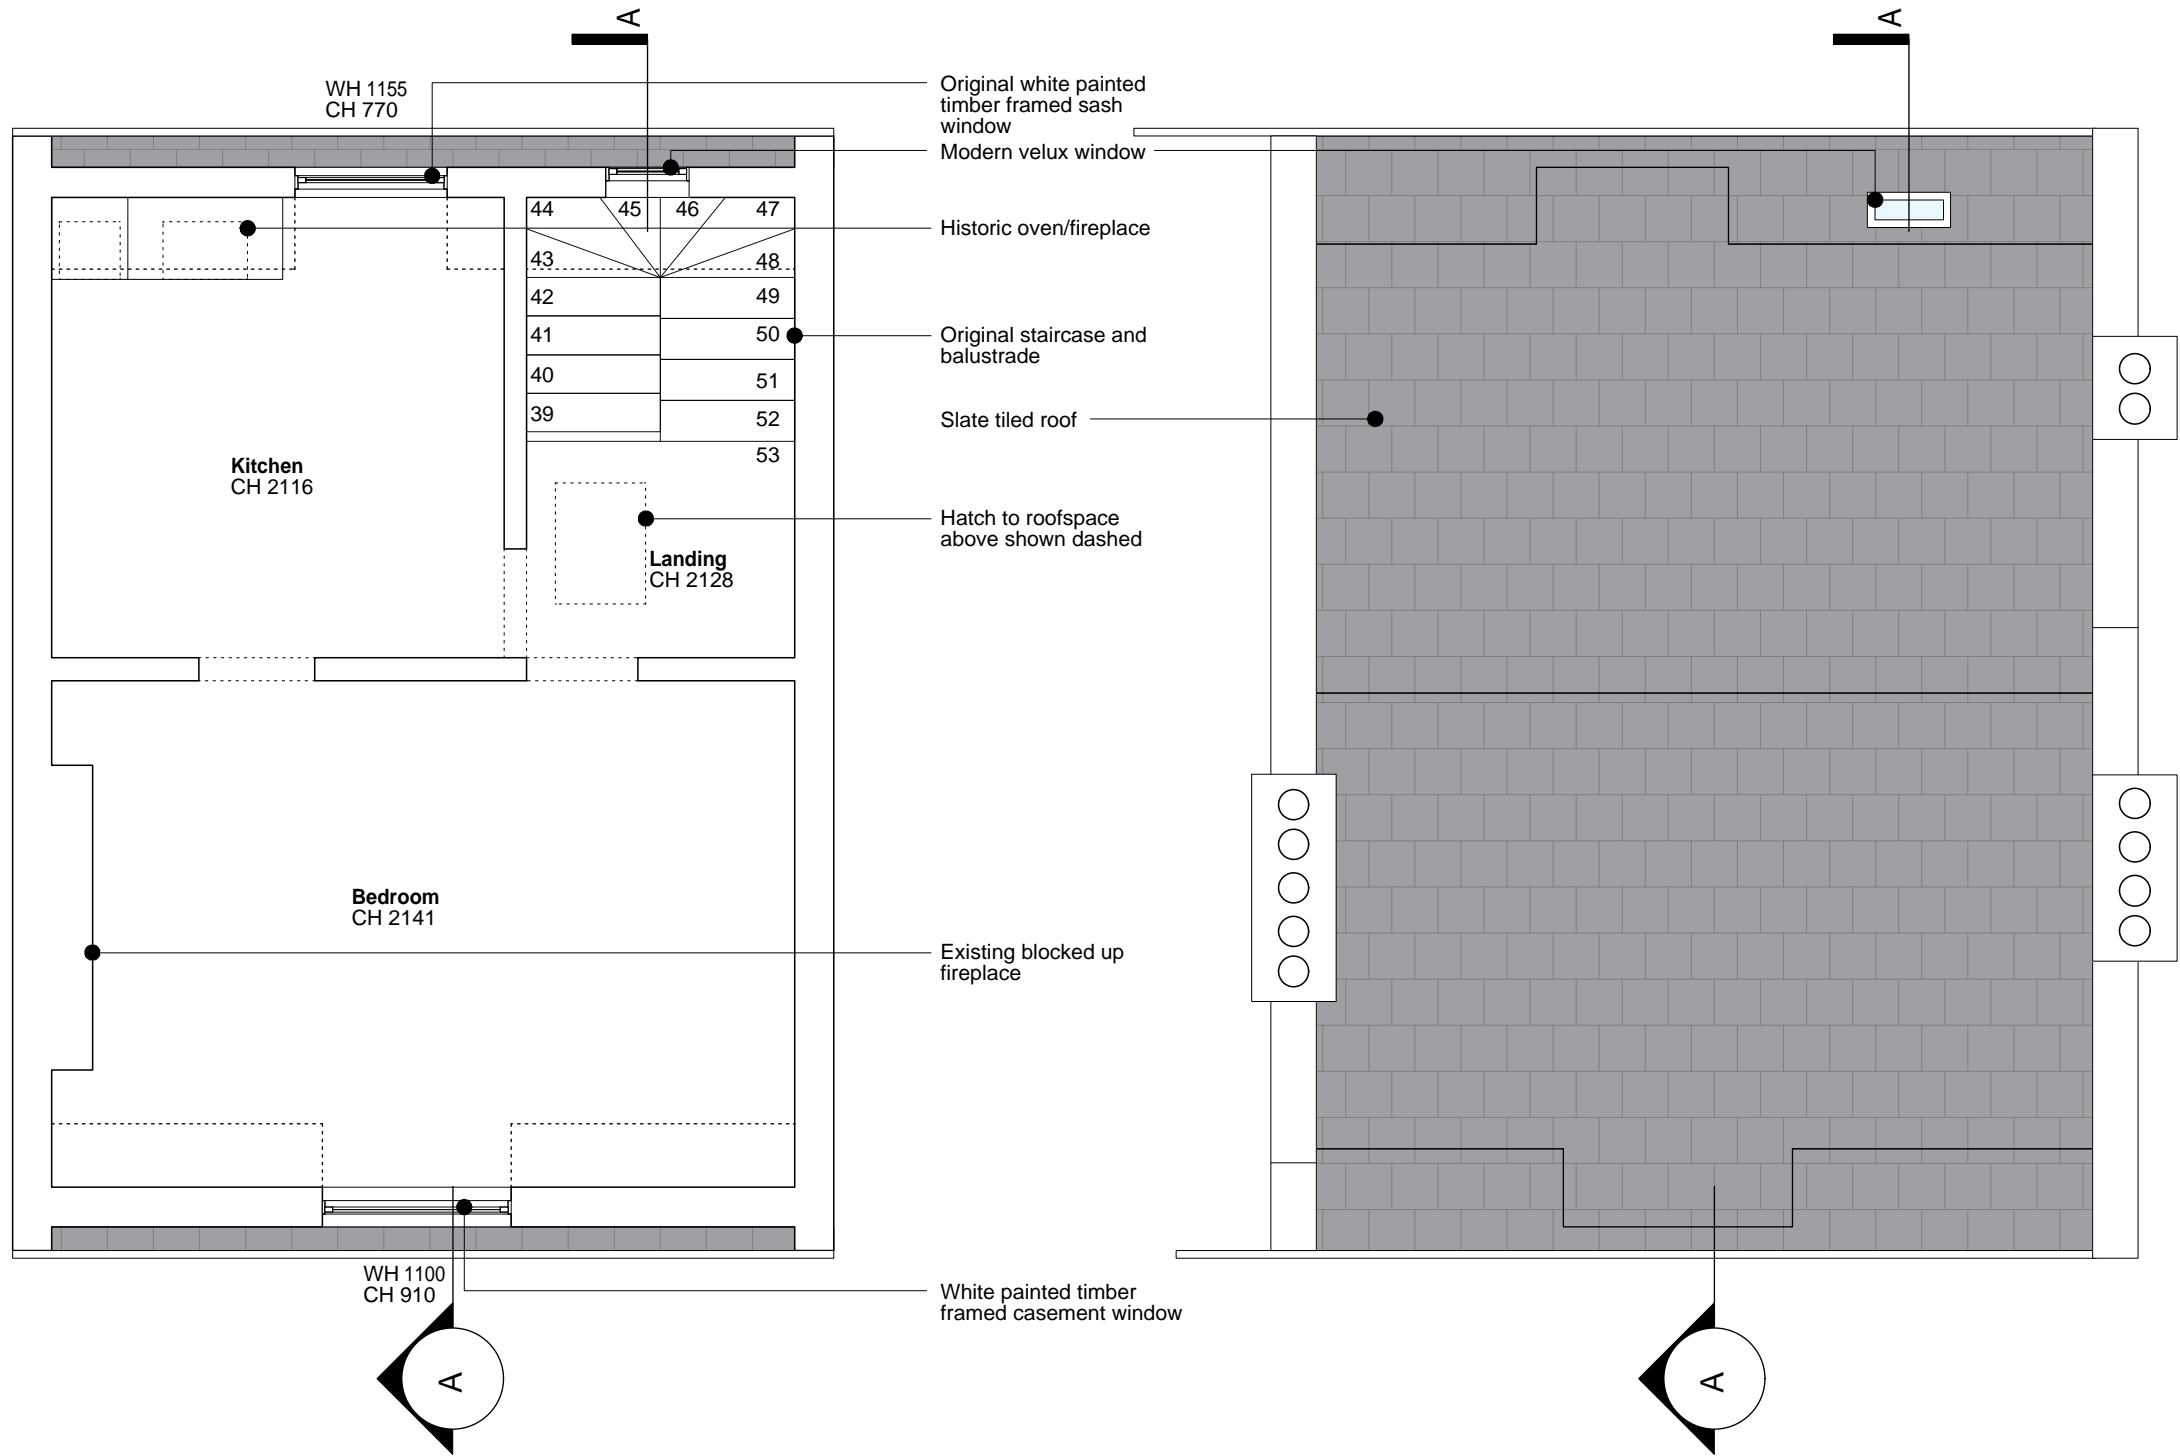 A
A
WH 1155
CH 770
Original white painted
timber framed sash
window
Modern velux window
44
45
46
47
Historic oven/fireplace
43
48
42
49
41
50
Original staircase and
balustrade
40
51
39
52
Slate tiled roof
53
Kitchen
CH 2116
Hatch to roofspace
above shown dashed
Landing
CH 2128
Bedroom
CH 2141
Existing blocked up
fireplace
WH 1100
CH 910
White painted timber
framed casement window
A
A